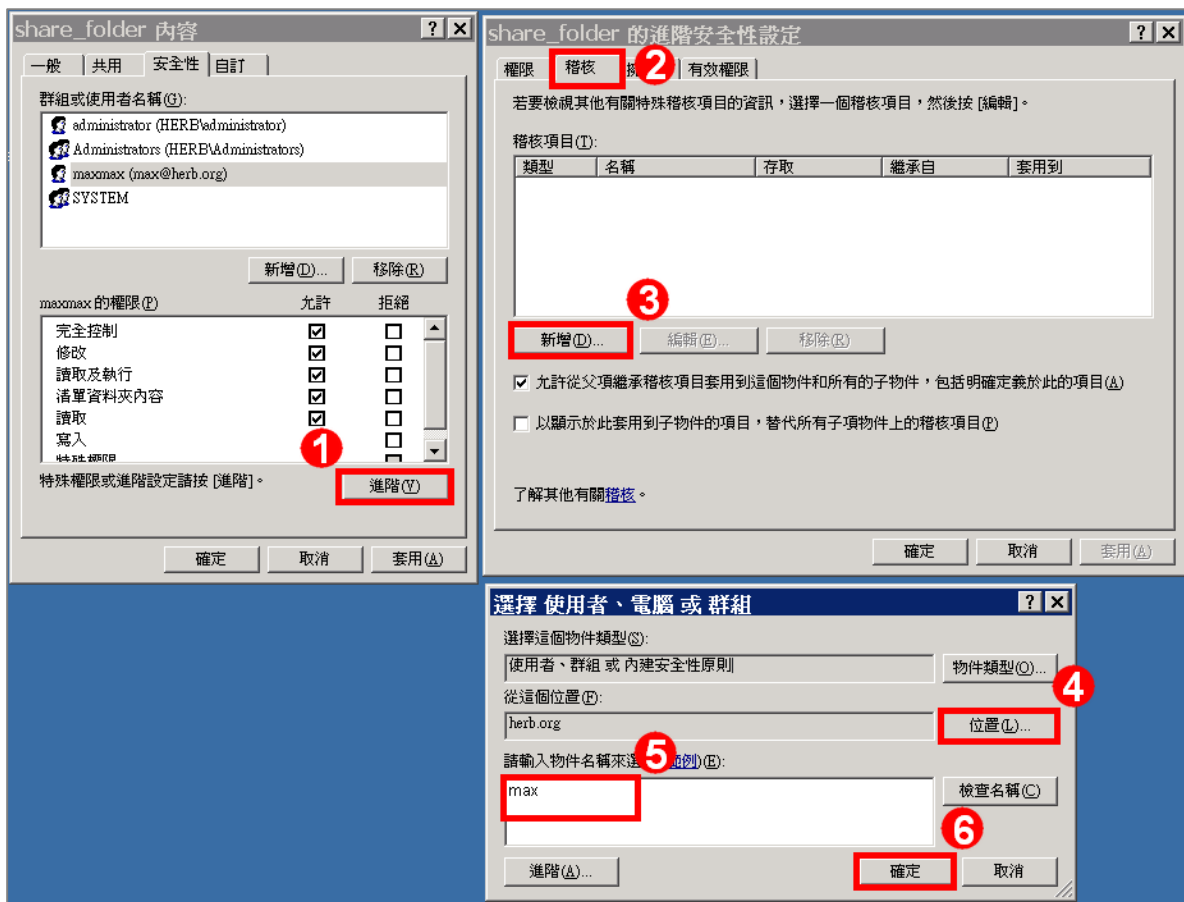 share_folder 內容
一般 共用 安全性 自訂
群組或使用者名稱(G):
administrator (HERB\administrator)
Administrators (HERB\Administrators)
maxmax (max@herb.org)
SYSTEM
新增(D)... 移除(R)
maxmax 的權限(P) 允許 拒絕
完全控制
修改
讀取及執行
清單資料夾內容
讀取
寫入
特殊權限
1
特殊權限或進階設定請按 [進階]。
進階(V)
確定 取消 套用(A)
share_folder 的進階安全性設定
權限 稽核 2 有效權限
若要檢視其他有關特殊稽核項目的資訊，選擇一個稽核項目，然後按 [編輯]。
稽核項目(T):
類型 名稱 存取 繼承自 套用到
3
新增(D)... 編輯(E)... 移除(R)
允許從父項繼承稽核項目套用到這個物件和所有的子物件，包括明確定義於此的項目(A)
以顯示於此套用到子物件的項目，替代所有子項物件上的稽核項目(P)
了解其他有關稽核。
確定 取消 套用(A)
選擇 使用者、電腦 或 群組
選擇這個物件類型(S):
使用者、群組 或 內建安全性原則 物件類型(O)...
從這個位置(F): 4
herb.org 位置(L)...
請輸入物件名稱來選 5 範例)(E):
max 檢查名稱(C)
6
進階(A)... 確定 取消